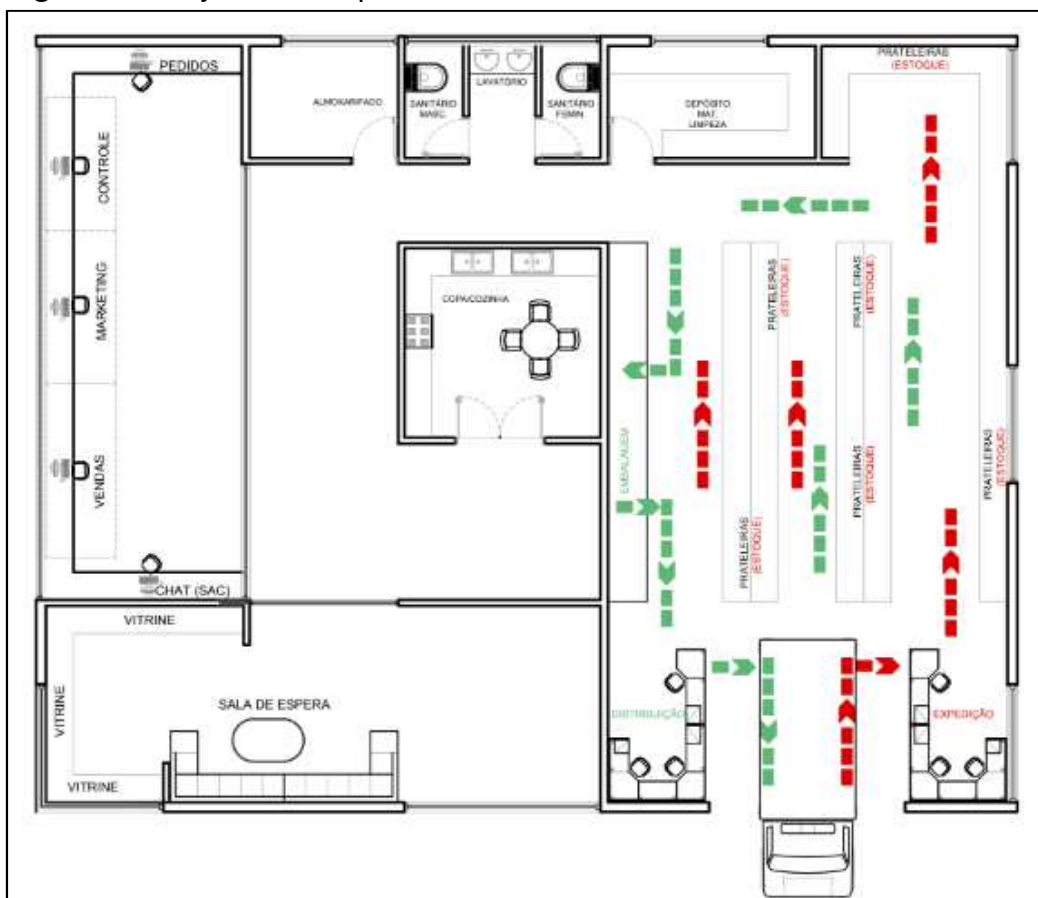 PEDIDOS
ALMOXARIFADO
SANITÁRIO
MASC.
LAVATÓRIO
SANITÁRIO
FEMIN
DEPÓSITO
MAT.
LIMPEZA
PRATELEIRAS
(ESTOQUE)
CONTROLE
MARKETING
VENDAS
COPA/COZINHA
PRATELEIRAS
(ESTOQUE)
PRATELEIRAS
(ESTOQUE)
EMBALAGEM
PRATELEIRAS
(ESTOQUE)
PRATELEIRAS
(ESTOQUE)
PRATELEIRAS
(ESTOQUE)
CHAT (SAC)
VITRINE
VITRINE
VITRINE
SALA DE ESPERA
DISTRIBUIÇÃO
EXPEDIÇÃO